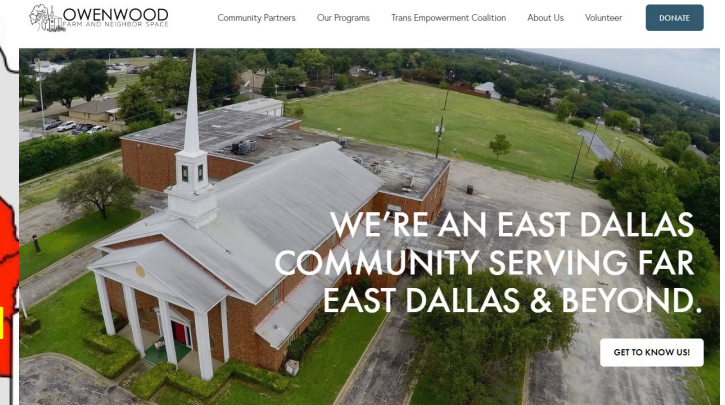 OWENWOOD
FARM AND NEIGHBOR SPACE
Community Partners
Our Programs
Trans Empowerment Coalition
About Us
Volunteer
DONATE
WE'RE AN EAST DALLAS
COMMUNITY SERVING FAR
EAST DALLAS & BEYOND.
GET TO KNOW US!